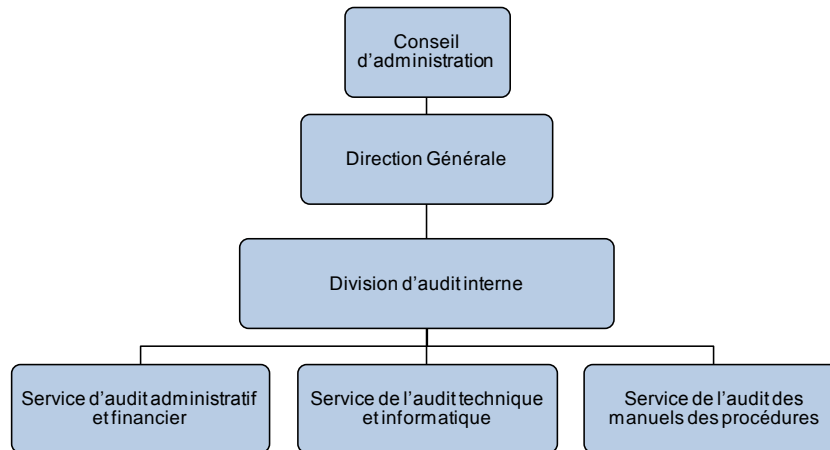 Conseil
d'administration
Direction Générale
Division d'audit interne
Service d'audit administratif
et financier
Service de l'audit technique
et informatique
Service de l'audit des
manuels des procédures